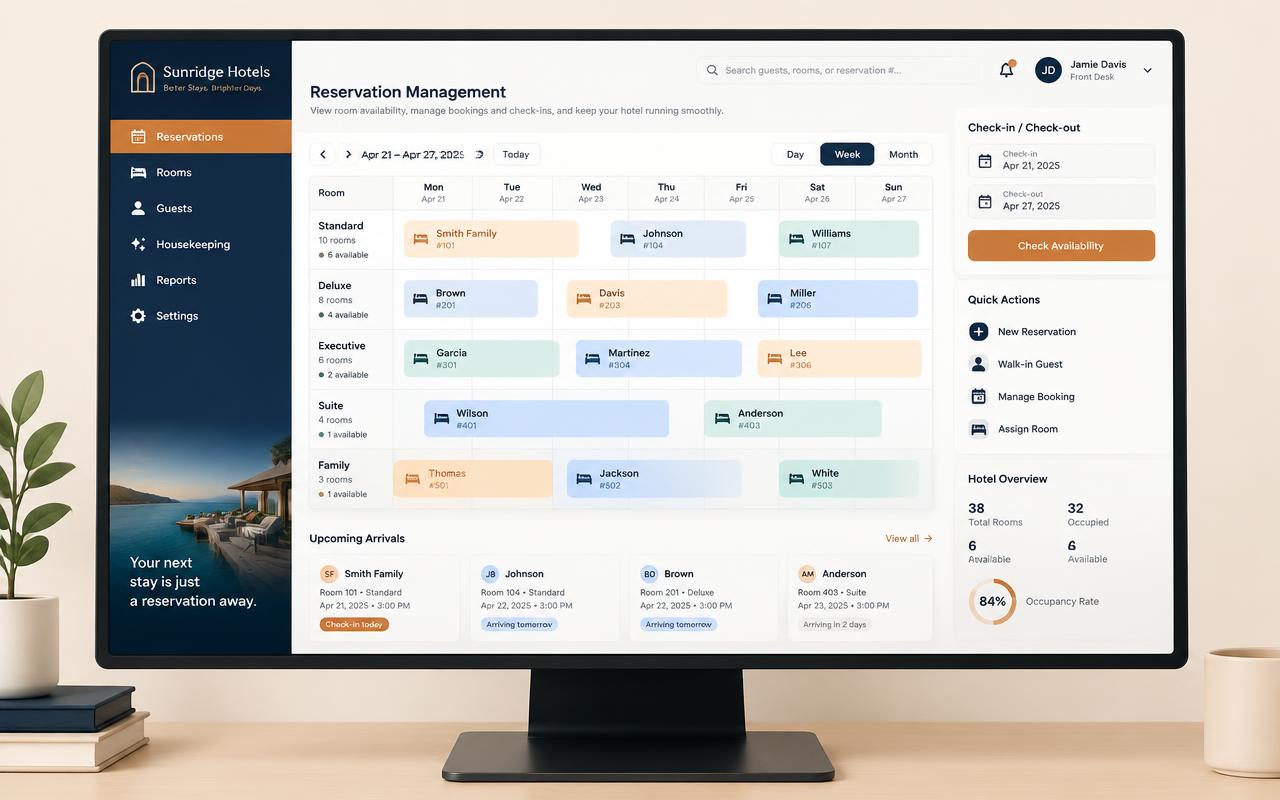 Sunridge Hotels
Better Stays. Brighter Days.
Reservations
Rooms
Guests
Housekeeping
Reports
Settings
Your next
stay is just
a reservation away.
Search guests, rooms, or reservation #...
JD
Jamie Davis
Front Desk
Reservation Management
View room availability, manage bookings and check-ins, and keep your hotel running smoothly.
Apr 21 – Apr 27, 2025
Today
Day
Week
Month
Room
Mon
Apr 21
Tue
Apr 22
Wed
Apr 23
Thu
Apr 24
Fri
Apr 25
Sat
Apr 26
Sun
Apr 27
Standard
10 rooms
6 available
Smith Family
#101
Johnson
#104
Williams
#107
Deluxe
8 rooms
4 available
Brown
#201
Davis
#203
Miller
#206
Executive
6 rooms
2 available
Garcia
#301
Martinez
#304
Lee
#306
Suite
4 rooms
1 available
Wilson
#401
Anderson
#403
Family
3 rooms
1 available
Thomas
#501
Jackson
#502
White
#503
Upcoming Arrivals
View all
SF
Smith Family
Room 101 • Standard
Apr 21, 2025 • 3:00 PM
Check-in today
JB
Johnson
Room 104 • Standard
Apr 22, 2025 • 3:00 PM
Arriving tomorrow
BO
Brown
Room 201 • Deluxe
Apr 22, 2025 • 3:00 PM
Arriving tomorrow
AM
Anderson
Room 403 • Suite
Apr 23, 2025 • 3:00 PM
Arriving in 2 days
Check-in / Check-out
Check-in
Apr 21, 2025
Check-out
Apr 27, 2025
Check Availability
Quick Actions
New Reservation
Walk-in Guest
Manage Booking
Assign Room
Hotel Overview
38
Total Rooms
32
Occupied
6
Available
6
Available
84%
Occupancy Rate